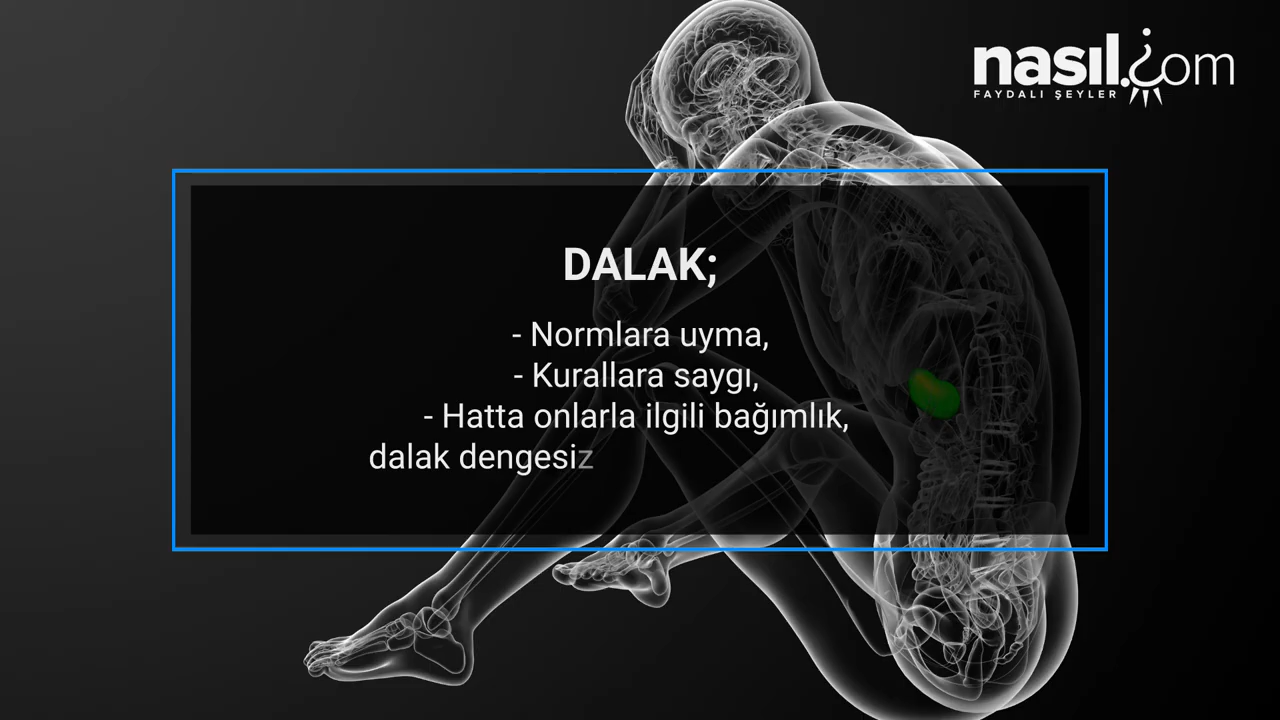 nasıl.com
FAYDALI ŞEYLER
DALAK;
- Normlara uyma,
- Kurallara saygı,
- Hatta onlarla ilgili bağımlık,
dalak dengesiz